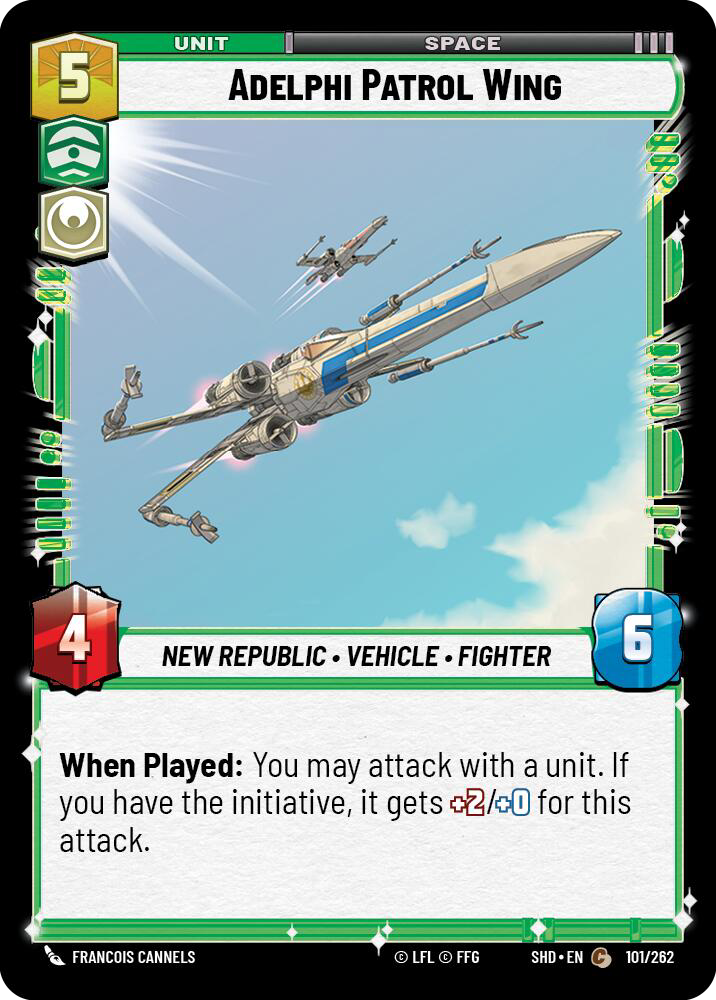 UNIT
SPACE
5
ADELPHI PATROL WING
4
NEW REPUBLIC • VEHICLE • FIGHTER
6
When Played: You may attack with a unit. If
you have the initiative, it gets +2/+0 for this
attack.
FRANCOIS CANNELS
© LFL © FFG
SHD • EN
C
101/262